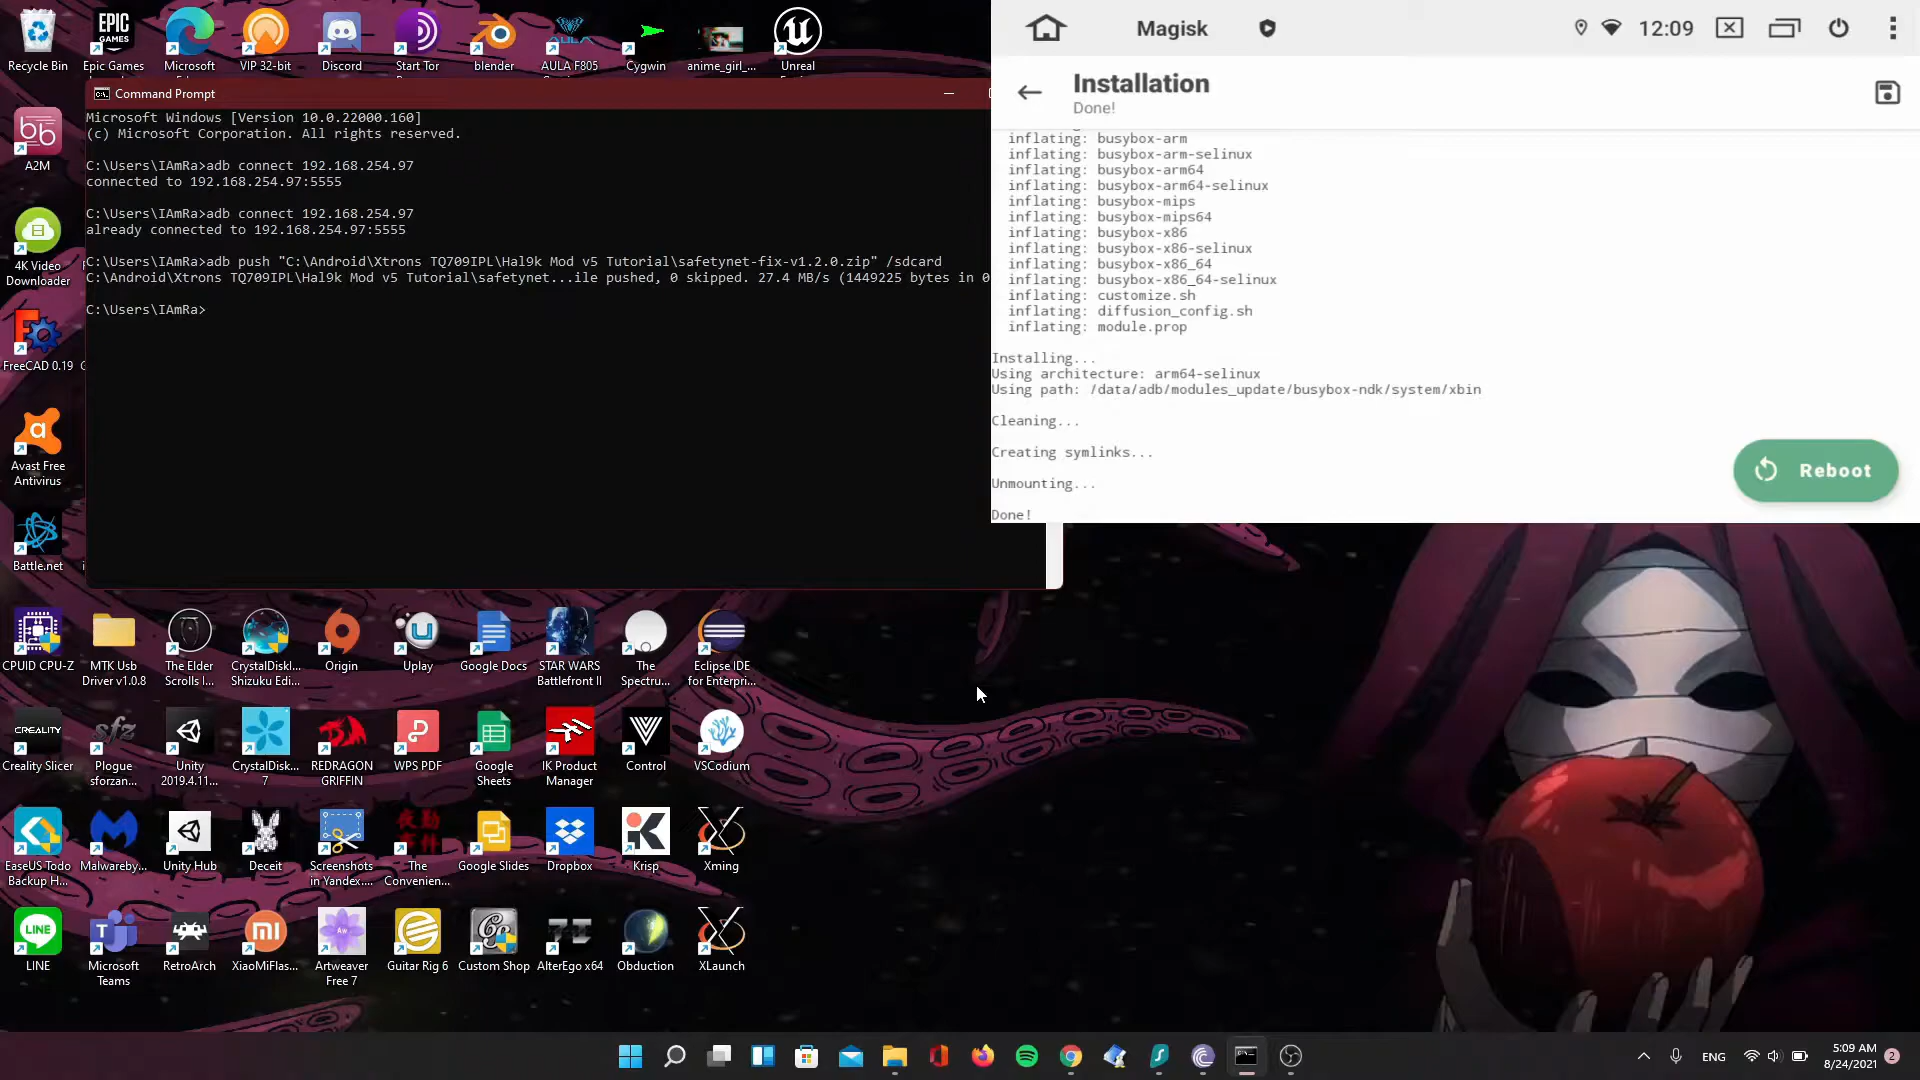 Recycle Bin
Epic Games
Microsoft
VIP 32-bit
Discord
Start Tor
blender
AULA F805
Cygwin
anime_girl_...
Unreal
Command Prompt
Microsoft Windows [Version 10.0.22000.160]
(c) Microsoft Corporation. All rights reserved.
C:\Users\IAmRa>adb connect 192.168.254.97
connected to 192.168.254.97:5555
C:\Users\IAmRa>adb connect 192.168.254.97
already connected to 192.168.254.97:5555
C:\Users\IAmRa>adb push "C:\Android\Xtrons TQ709IPL\Hal9k Mod v5 Tutorial\safetynet-fix-v1.2.0.zip" /sdcard
C:\Android\Xtrons TQ709IPL\Hal9k Mod v5 Tutorial\safetynet...ile pushed, 0 skipped. 27.4 MB/s (1449225 bytes in 0
C:\Users\IAmRa>
Magisk
12:09
Installation
Done!
inflating: busybox-arm
inflating: busybox-arm-selinux
inflating: busybox-arm64
inflating: busybox-arm64-selinux
inflating: busybox-mips
inflating: busybox-mips64
inflating: busybox-x86
inflating: busybox-x86-selinux
inflating: busybox-x86_64
inflating: busybox-x86_64-selinux
inflating: customize.sh
inflating: diffusion_config.sh
inflating: module.prop
Installing...
Using architecture: arm64-selinux
Using path: /data/adb/modules_update/busybox-ndk/system/xbin
Cleaning...
Creating symlinks...
Unmounting...
Done!
Reboot
A2M
4K Video
Downloader
FreeCAD 0.19
Avast Free
Antivirus
Battle.net
CPUID CPU-Z
MTK Usb
Driver v1.0.8
The Elder
Scrolls I...
CrystalDiskI...
Shizuku Edi...
Origin
Uplay
Google Docs
STAR WARS
Battlefront II
The
Spectru...
Eclipse IDE
for Enterpri...
Creality Slicer
Plogue
sforzan...
Unity
2019.4.11...
CrystalDisk...
7
REDRAGON
GRIFFIN
WPS PDF
Google
Sheets
IK Product
Manager
Control
VSCodium
EaseUS Todo
Backup H...
Malwareby...
Unity Hub
Deceit
Screenshots
in Yandex....
The
Convenien...
Google Slides
Dropbox
Krisp
Xming
LINE
Microsoft
Teams
RetroArch
XiaoMiFlas...
Artweaver
Free 7
Guitar Rig 6
Custom Shop
AlterEgo x64
Obduction
XLaunch
ENG
5:09 AM
8/24/2021
2